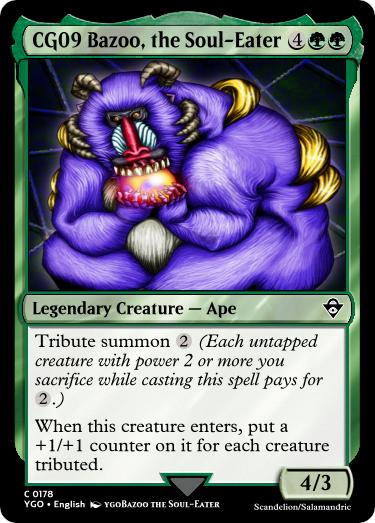 CG09 Bazoo, the Soul-Eater 4
Legendary Creature — Ape
Tribute summon 2 (Each untapped
creature with power 2 or more you
sacrifice while casting this spell pays for
2.)
When this creature enters, put a
+1/+1 counter on it for each creature
tributed.
4/3
C 0178
YGO • English ygoBazoo the Soul-Eater
Scandelion/Salamandric